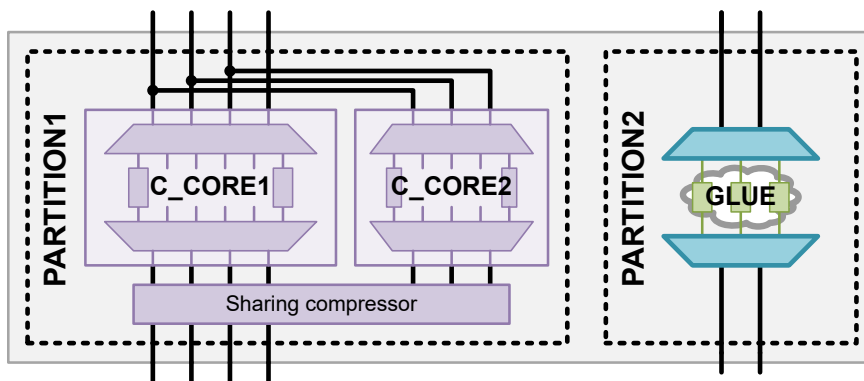 PARTITION1
C_CORE1
C_CORE2
Sharing compressor
PARTITION2
GLUE